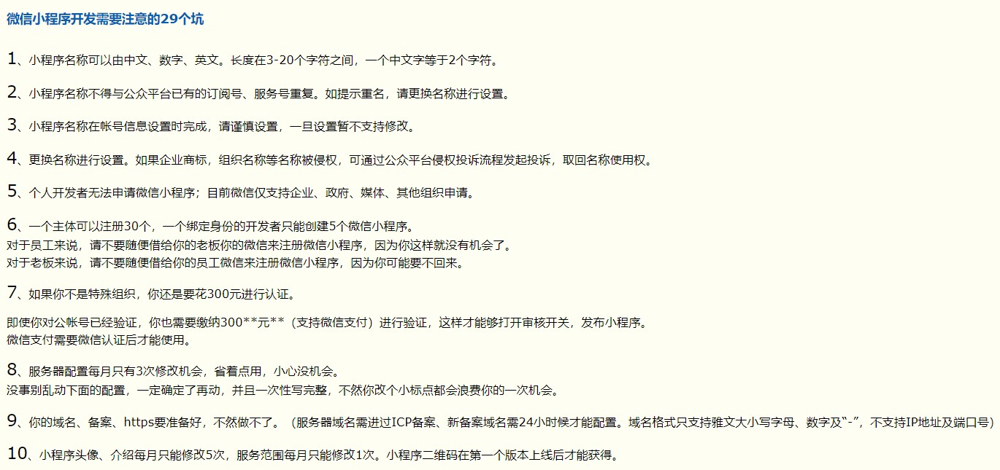 微信小程序开发需要注意的29个坑
1、小程序名称可以由中文、数字、英文。长度在3-20个字符之间，一个中文字等于2个字符。
2、小程序名称不得与公众平台已有的订阅号、服务号重复。如提示重名，请更换名称进行设置。
3、小程序名称在帐号信息设置时完成，请谨慎设置，一旦设置暂不支持修改。
4、更换名称进行设置。如果企业商标，组织名称等名称被侵权，可通过公众平台侵权投诉流程发起投诉，取回名称使用权。
5、个人开发者无法申请微信小程序；目前微信仅支持企业、政府、媒体、其他组织申请。
6、一个主体可以注册30个，一个绑定身份的开发者只能创建5个微信小程序。
对于员工来说，请不要随便借给你的老板你的微信来注册微信小程序，因为你这样就没有机会了。
对于老板来说，请不要随便借给你的员工微信来注册微信小程序，因为你可能要不回来。
7、如果你不是特殊组织，你还是要花300元进行认证。
即使你对公帐号已经验证，你也需要缴纳300**元**（支持微信支付）进行验证，这样才能够打开审核开关，发布小程序。
微信支付需要微信认证后才能使用。
8、服务器配置每月只有3次修改机会，省着点用，小心没机会。
没事别乱动下面的配置，一定确定了再动，并且一次性写完整，不然你改个小标点都会浪费你的一次机会。
9、你的域名、备案、https要准备好，不然做不了。（服务器域名需进过ICP备案、新备案域名需24小时候才能配置。域名格式只支持雅文大小写字母、数字及“-”，不支持IP地址及端口号）
10、小程序头像、介绍每月只能修改5次，服务范围每月只能修改1次。小程序二维码在第一个版本上线后才能获得。